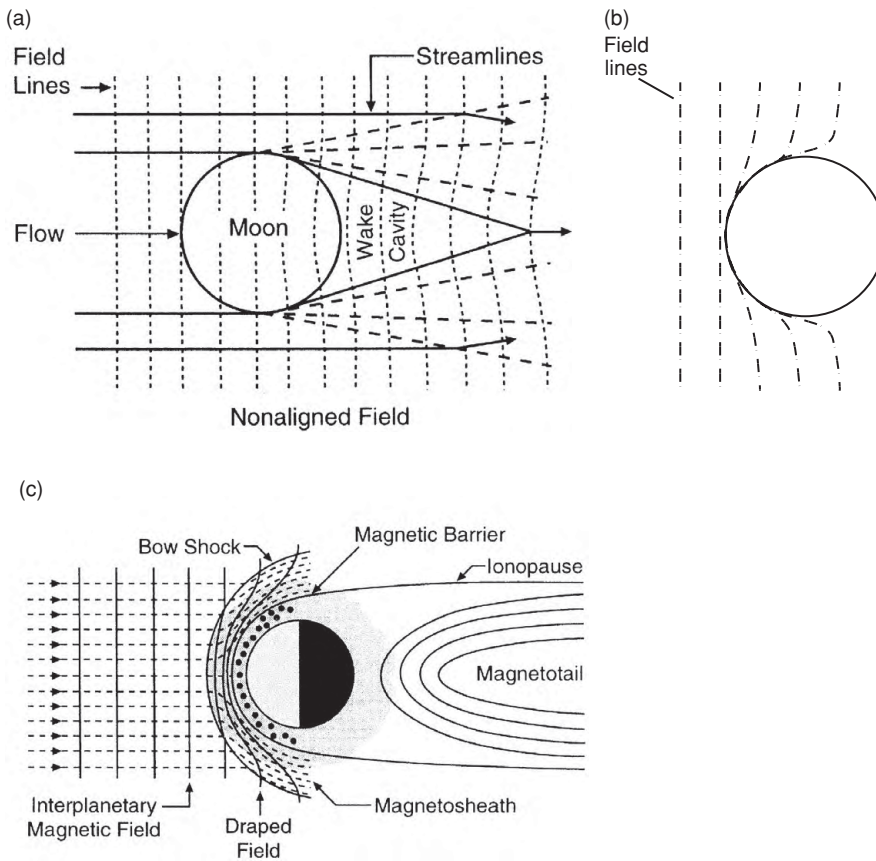 (a)
Field
Lines
Streamlines
Flow
Moon
Wake
Cavity
Nonaligned Field
(b)
Field
lines
(c)
Bow Shock
Magnetic Barrier
Ionopause
Magnetotail
Interplanetary
Magnetic Field
Draped
Field
Magnetosheath